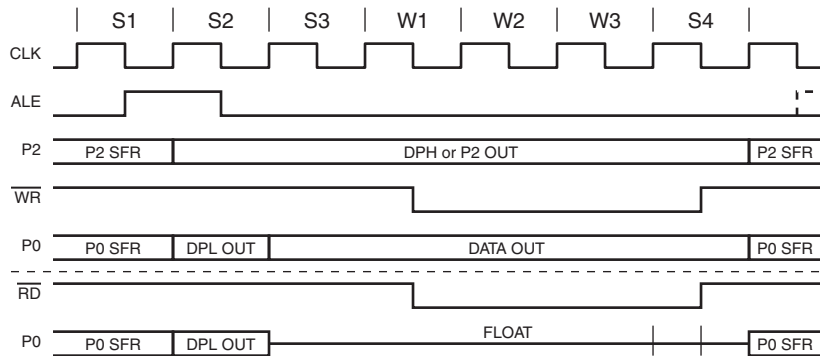 S1 S2 S3 W1 W2 W3 S4
CLK
ALE
P2 P2 SFR DPH or P2 OUT P2 SFR
WR
P0 P0 SFR DPL OUT DATA OUT P0 SFR
RD
P0 P0 SFR DPL OUT FLOAT P0 SFR